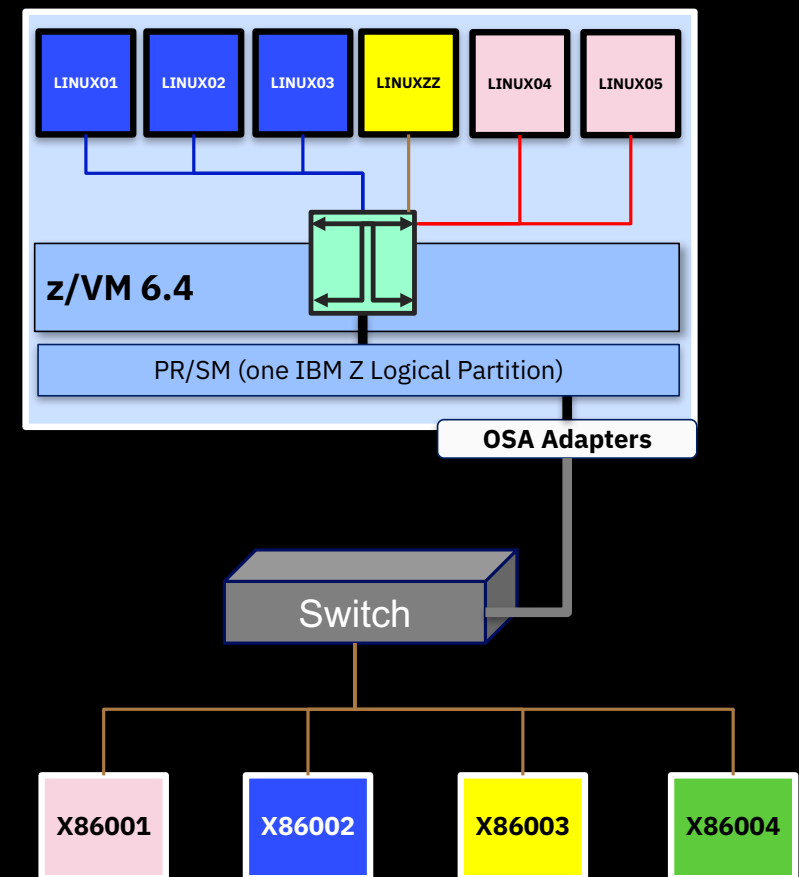 LINUX01
LINUX02
LINUX03
LINUXZZ
LINUX04
LINUX05
z/VM 6.4
PR/SM (one IBM Z Logical Partition)
OSA Adapters
Switch
X86001
X86002
X86003
X86004